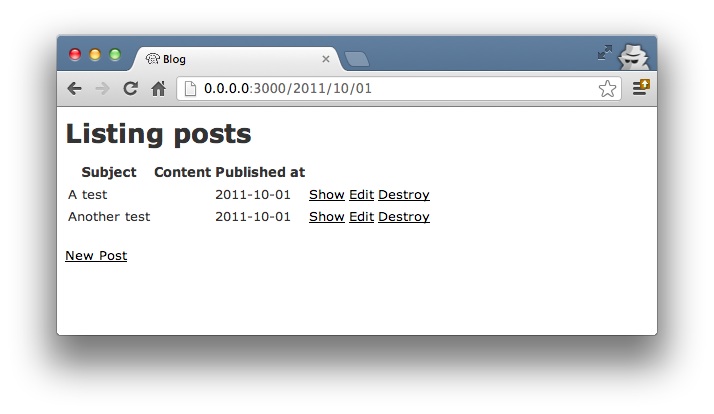 Blog
0.0.0.0:3000/2011/10/01
Listing posts
Subject Content Published at
A test 2011-10-01 Show Edit Destroy
Another test 2011-10-01 Show Edit Destroy
New Post